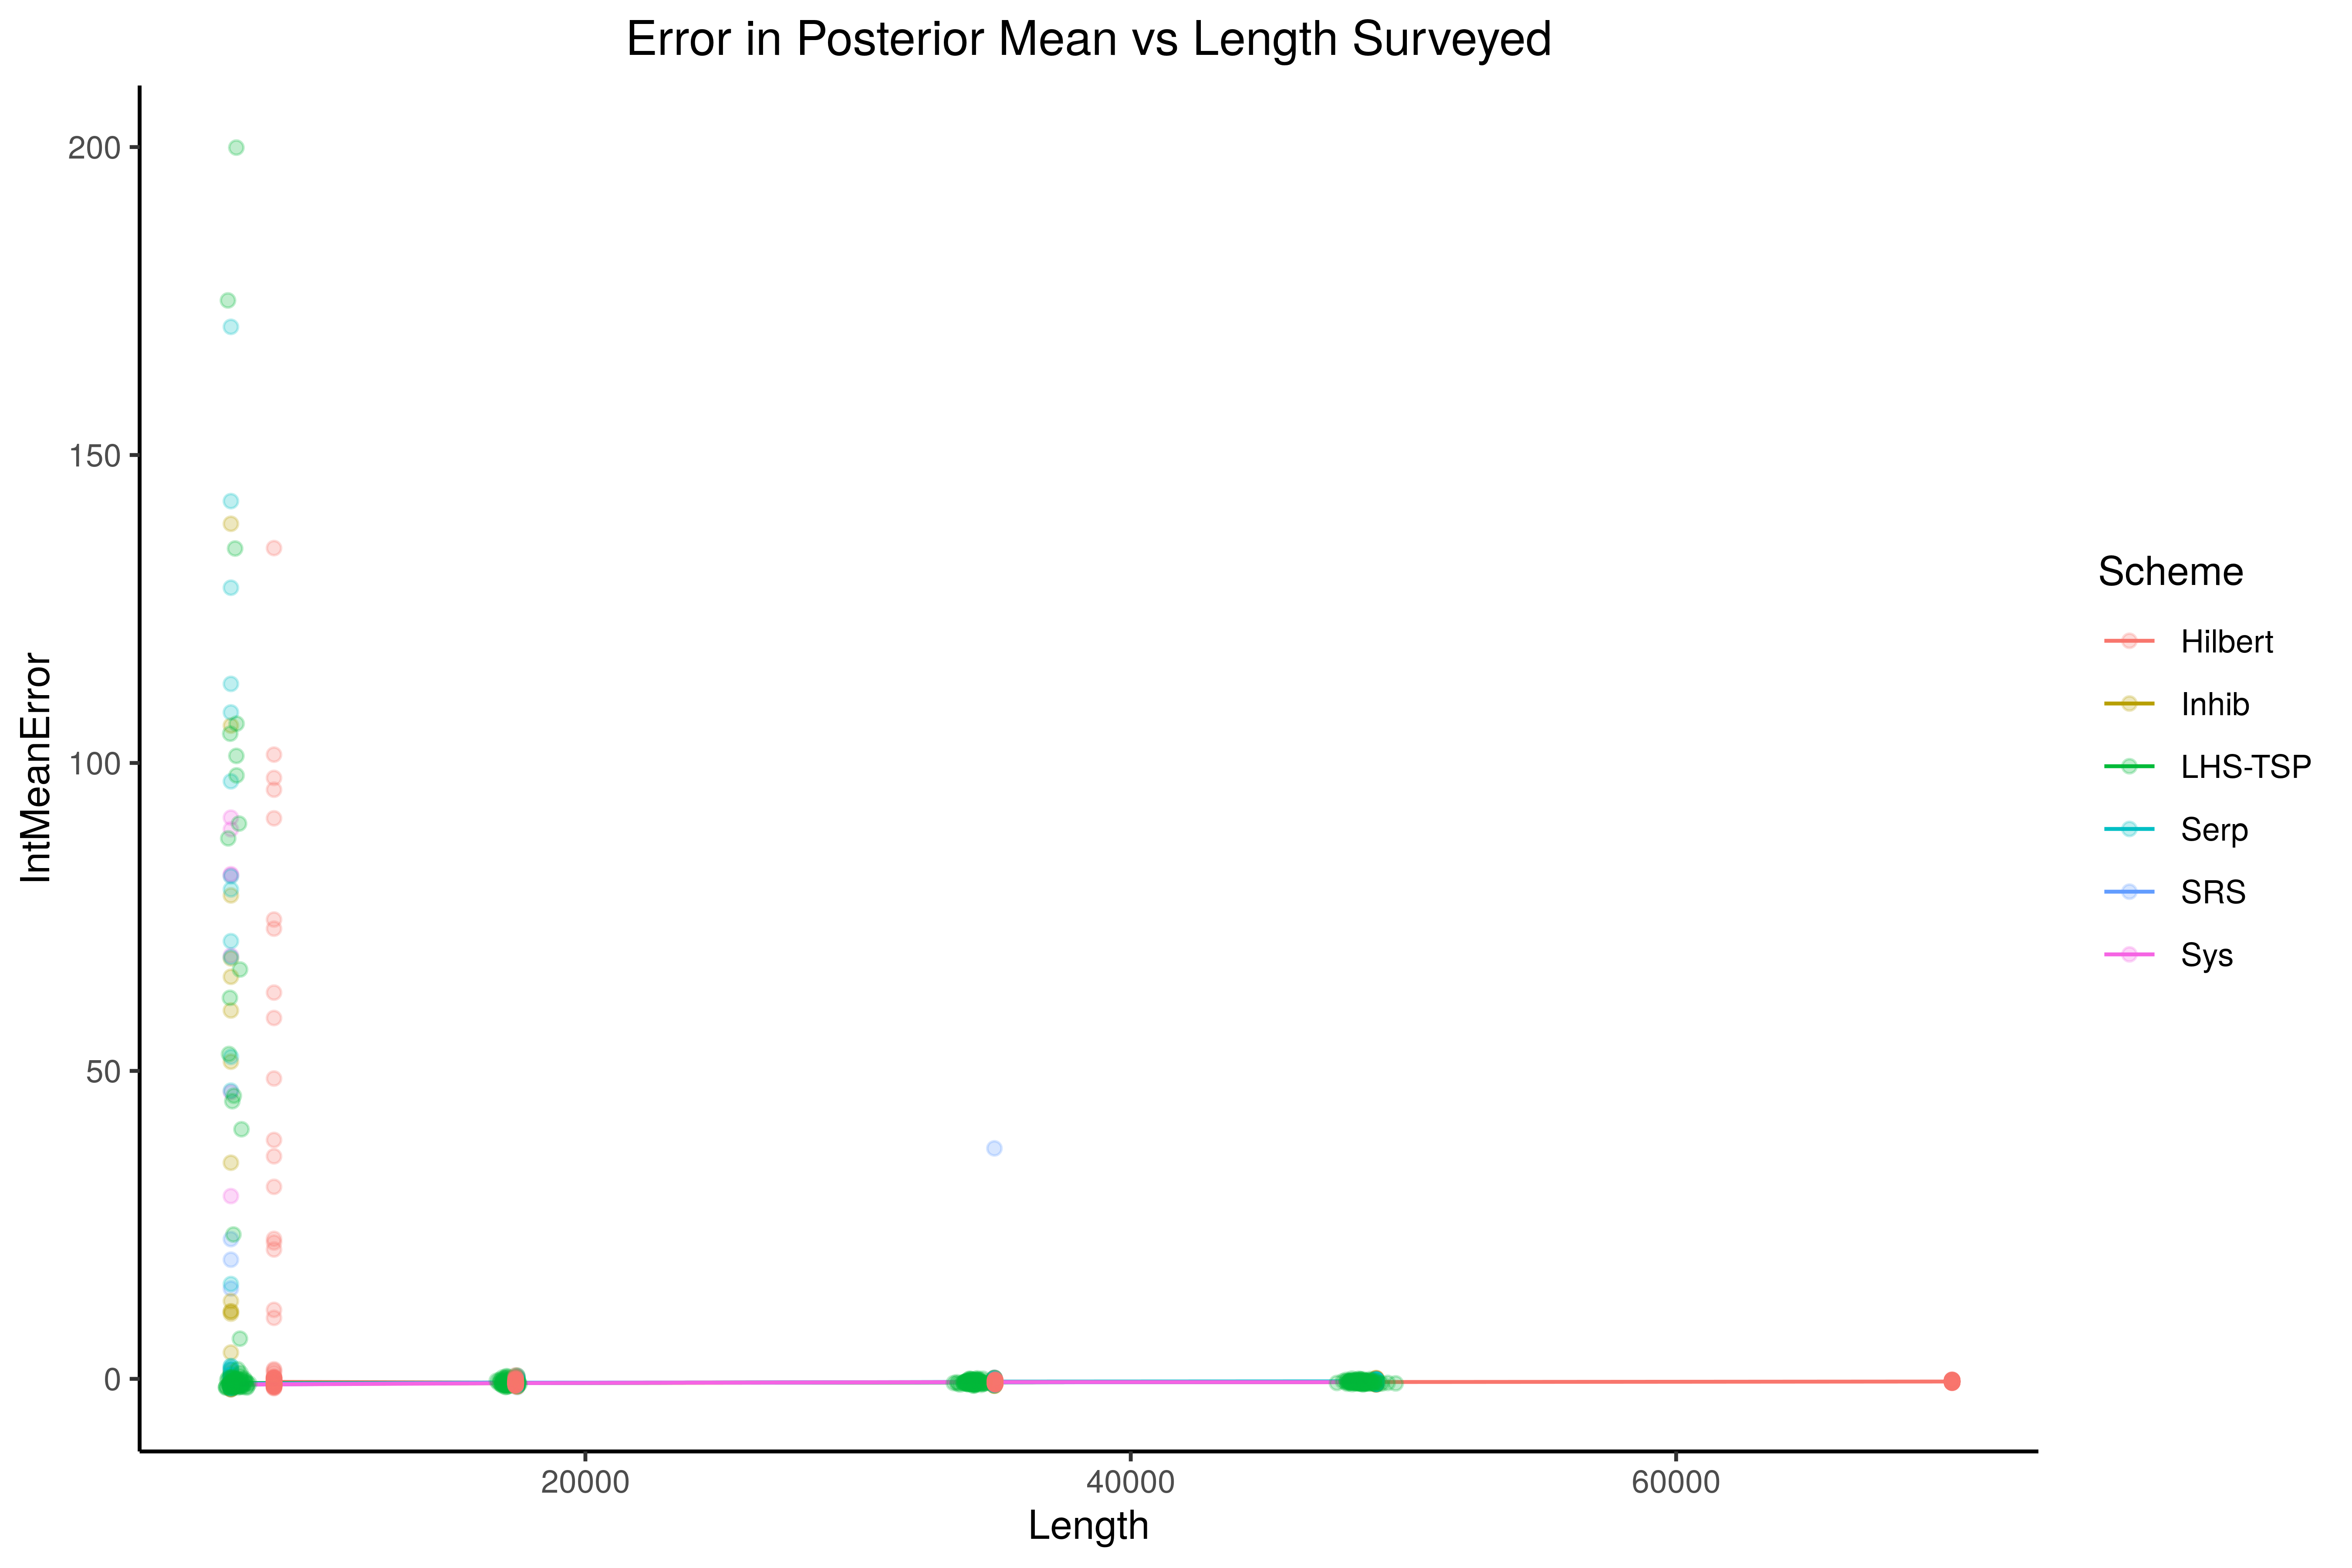 Error in Posterior Mean vs Length Surveyed
IntMeanError
200
150
100
50
0
20000
40000
60000
Length
Scheme
Hilbert
Inhib
LHS-TSP
Serp
SRS
Sys